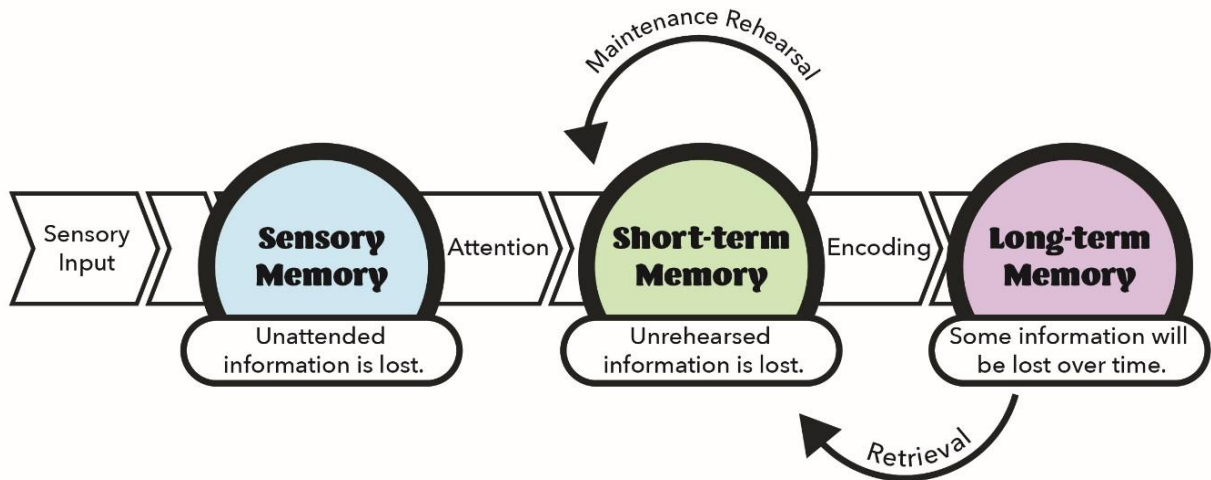 Maintenance Rehearsal
Sensory
Input
Sensory
Memory
Attention
Short-term
Memory
Encoding
Long-term
Memory
Unattended
information is lost.
Unrehearsed
information is lost.
Some information will
be lost over time.
Retrieval